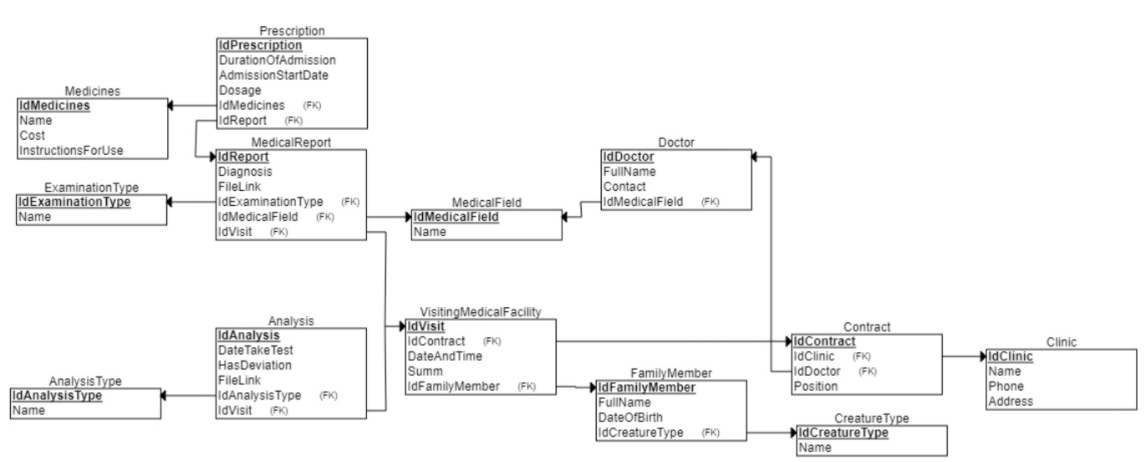 Prescription
IdPrescription
DurationOfAdmission
AdmissionStartDate
Dosage
IdMedicines (FK)
IdReport (FK)
Medicines
IdMedicines
Name
Cost
InstructionsForUse
MedicalReport
IdReport
Diagnosis
FileLink
IdExaminationType (FK)
IdMedicalField (FK)
IdVisit (FK)
ExaminationType
IdExaminationType
Name
MedicalField
IdMedicalField
Name
Doctor
IdDoctor
FullName
Contact
IdMedicalField (FK)
Analysis
IdAnalysis
DateTakeTest
HasDeviation
FileLink
IdAnalysisType (FK)
IdVisit (FK)
AnalysisType
IdAnalysisType
Name
VisitingMedicalFacility
IdVisit
IdContract (FK)
DateAndTime
Summ
IdFamilyMember (FK)
FamilyMember
IdFamilyMember
FullName
DateOfBirth
IdCreatureType (FK)
Contract
IdContract
IdClinic (FK)
IdDoctor (FK)
Position
Clinic
IdClinic
Name
Phone
Address
CreatureType
IdCreatureType
Name